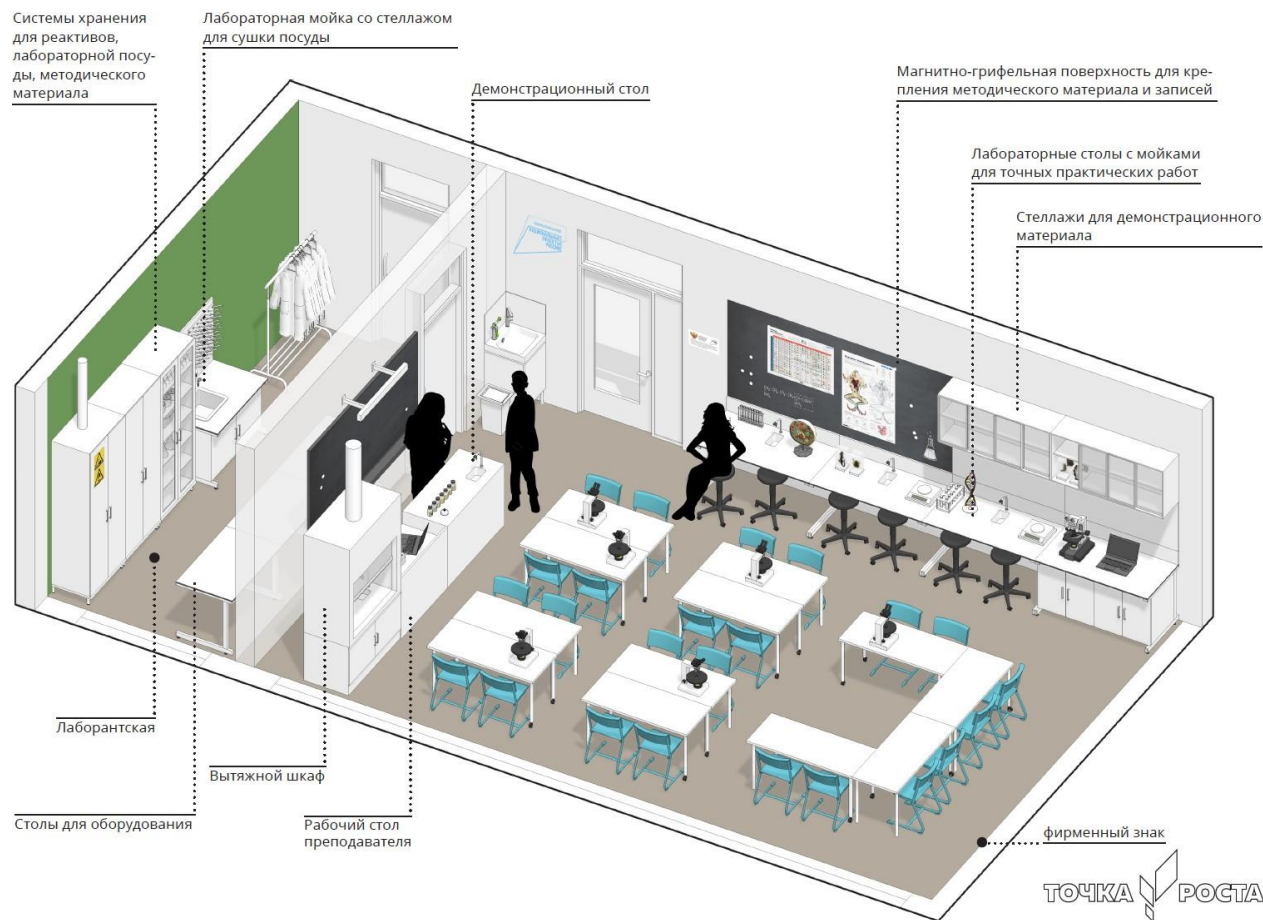 Системы хранения
для реактивов,
лабораторной посу-
ды, методического
материала
Лабораторная мойка со стеллажом
для сушки посуды
Демонстрационный стол
Магнитно-грифельная поверхность для кре-
пления методического материала и записей
Лабораторные столы с мойками
для точных практических работ
Стеллажи для демонстрационного
материала
Лаборантская
Вытяжной шкаф
Столы для оборудования
Рабочий стол
преподавателя
фирменный знак
ТОЧКА РОСТА